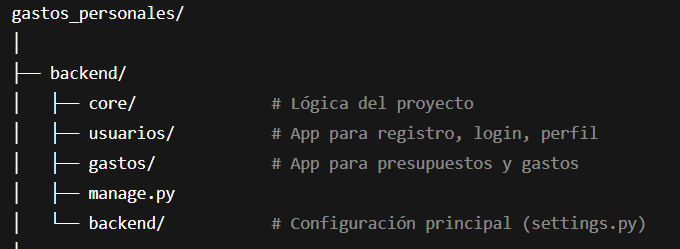 gastos_personales/
│
├── backend/
│   ├── core/              # Lógica del proyecto
│   ├── usuarios/          # App para registro, login, perfil
│   ├── gastos/            # App para presupuestos y gastos
│   ├── manage.py
│   └── backend/           # Configuración principal (settings.py)
│